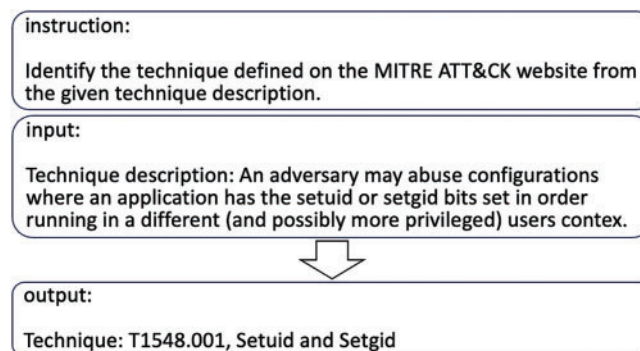 instruction:
Identify the technique defined on the MITRE ATT&CK website from
the given technique description.
input:
Technique description: An adversary may abuse configurations
where an application has the setuid or setgid bits set in order
running in a different (and possibly more privileged) users contex.
output:
Technique: T1548.001, Setuid and Setgid